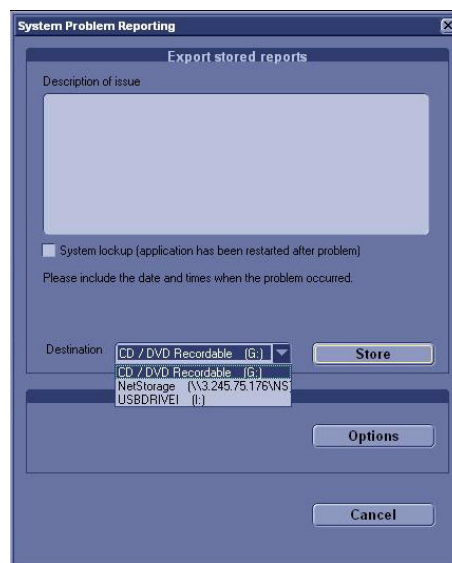 System Problem Reporting
Export stored reports
Description of issue
System lockup (application has been restarted after problem)
Please include the date and times when the problem occurred.
Destination CD / DVD Recordable (G:) Store
CD / DVD Recordable (G:)
NetStorage (\\3.245.75.176\NS
USBDRIVEI (I:)
Options
Cancel